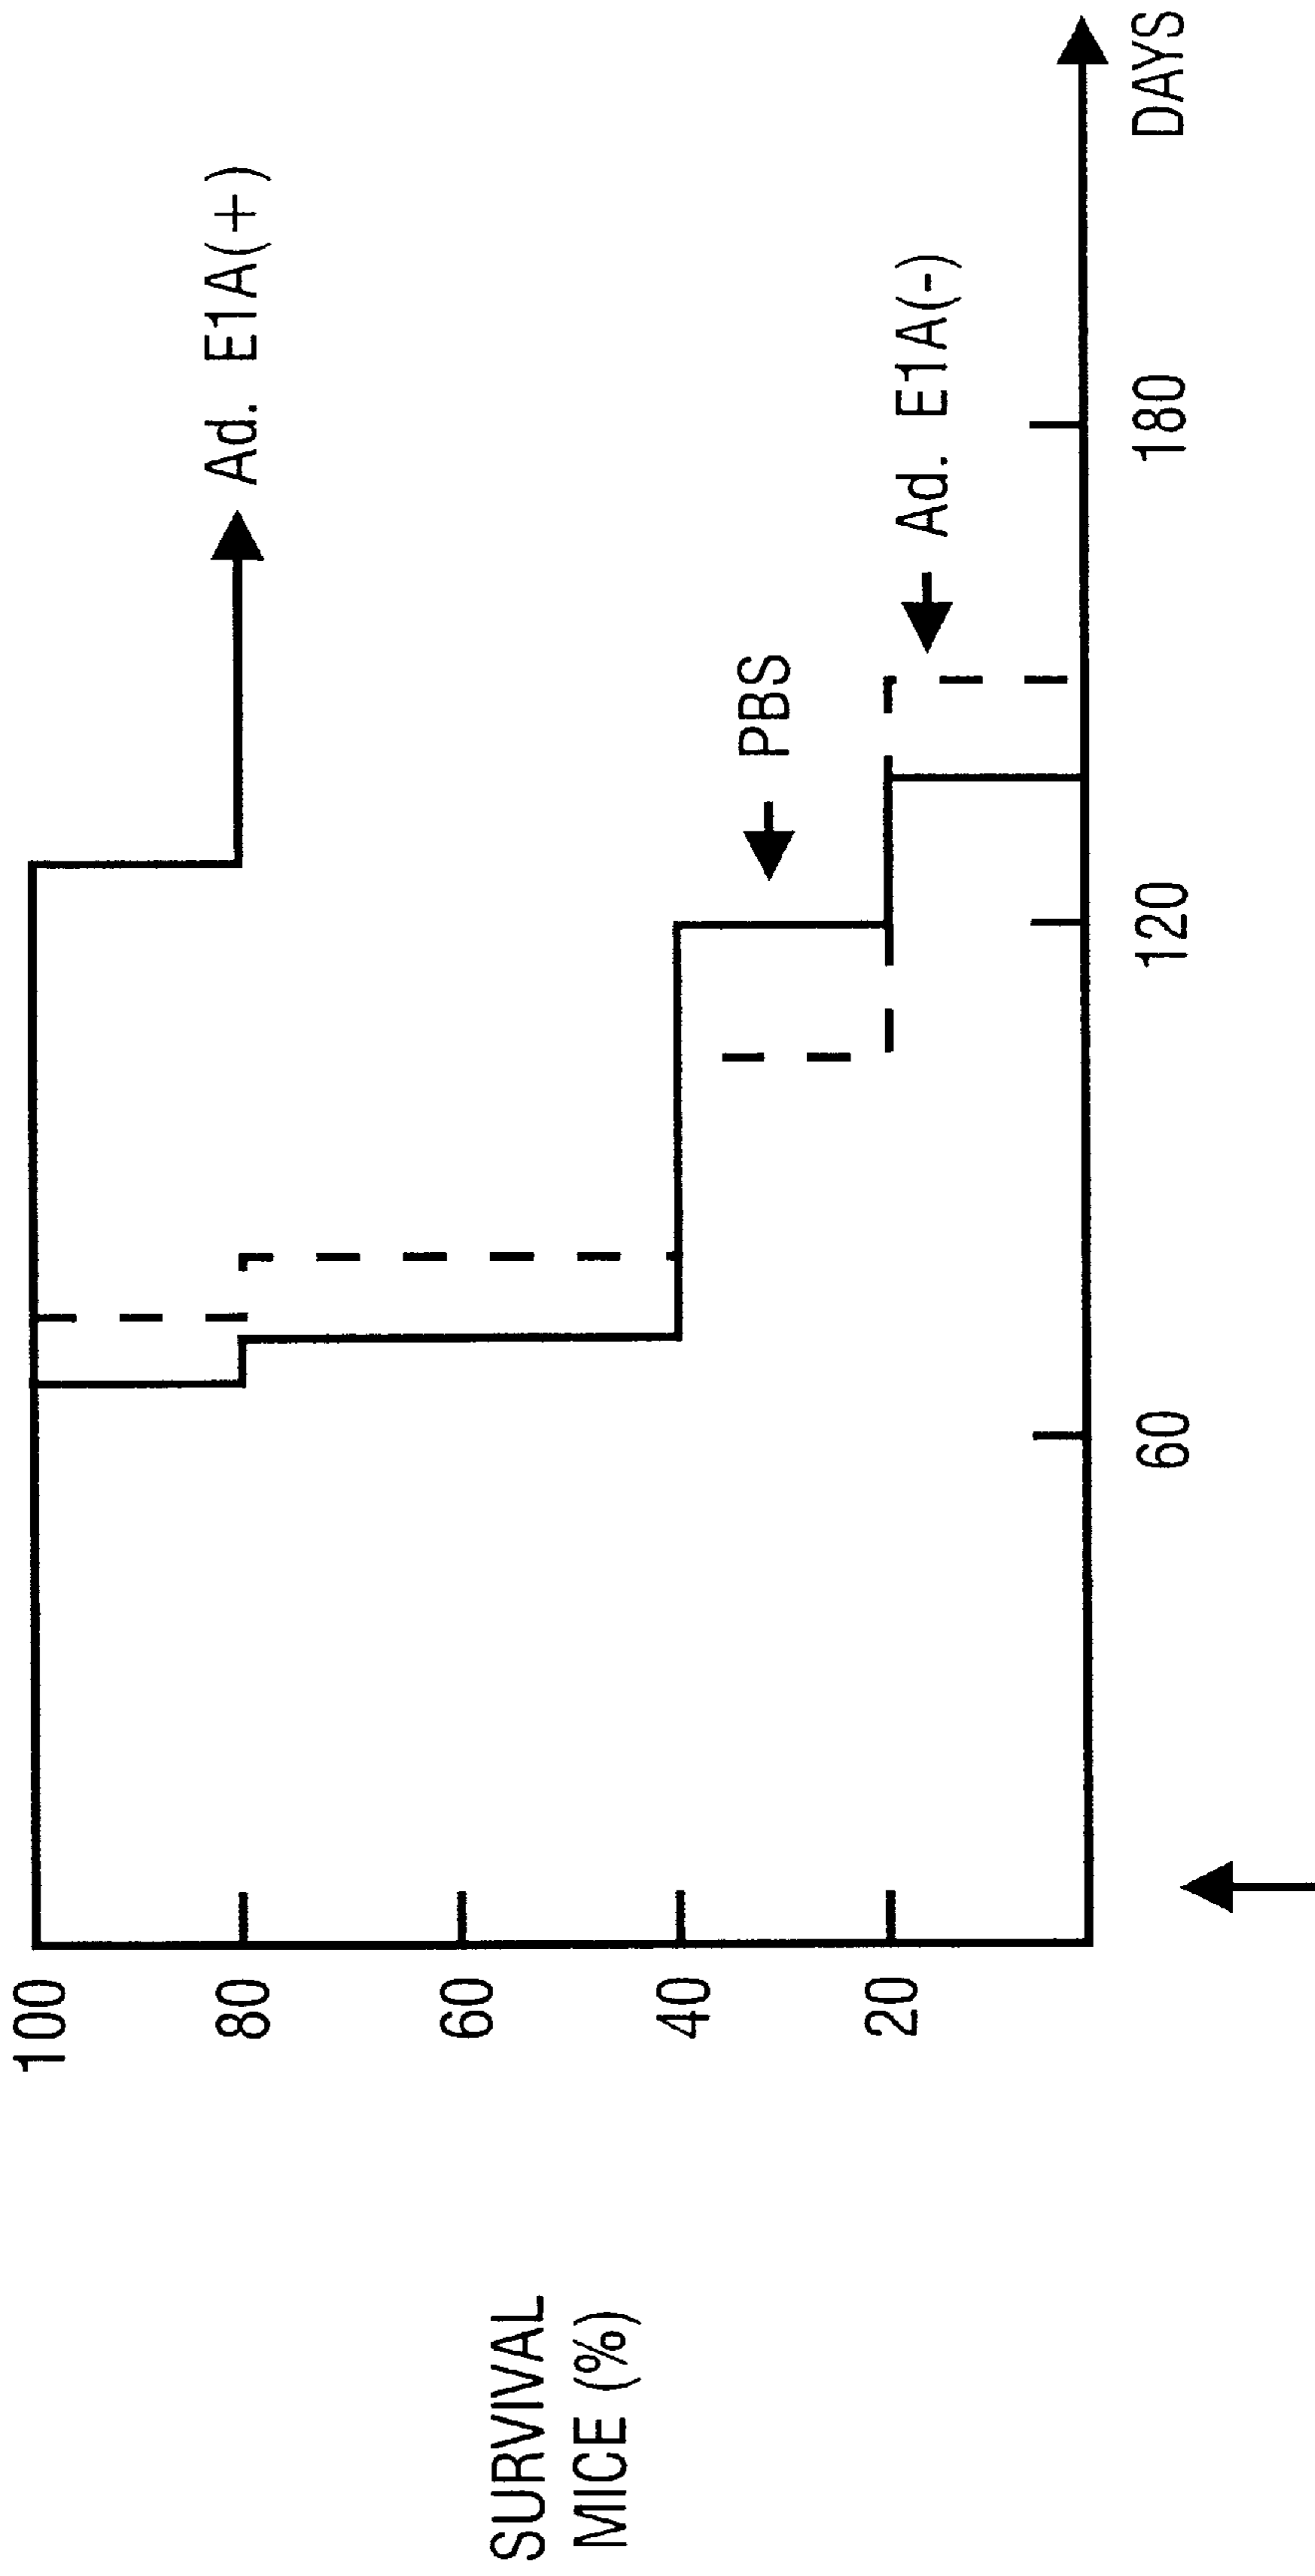 SURVIVAL
MICE (%)
100
80
60
40
20
Ad. E1A(+)
PBS
Ad. E1A(-)
60
120
180
DAYS